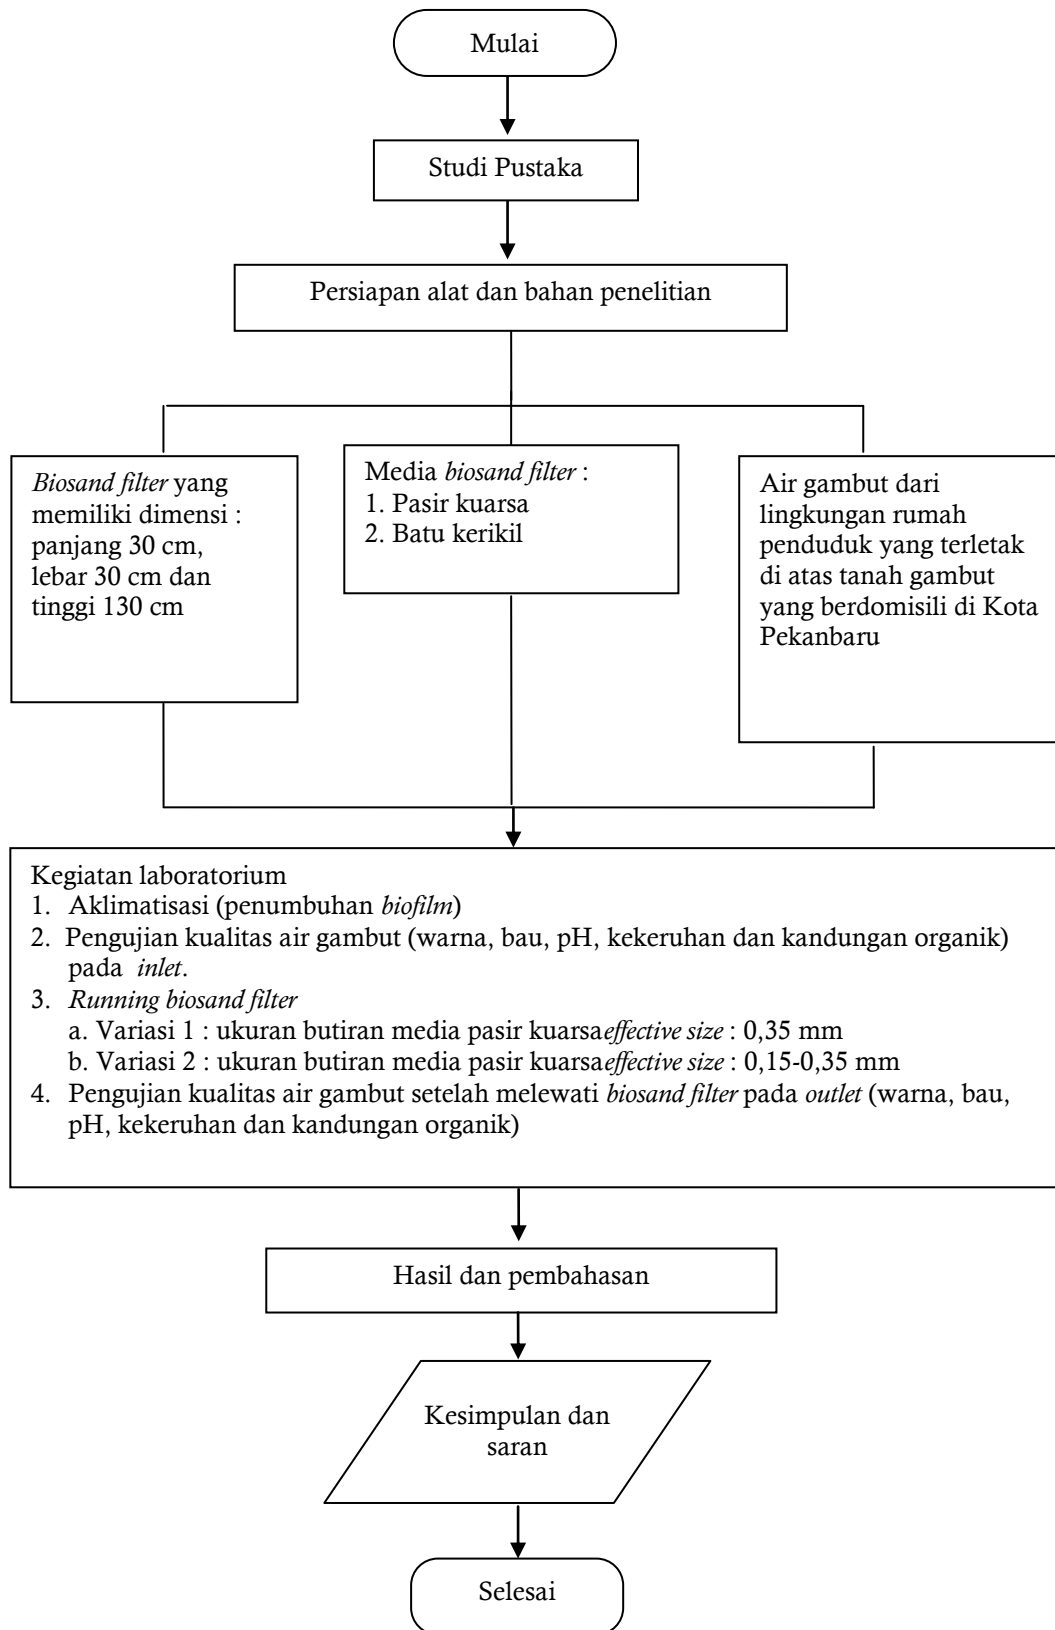 Mulai
Studi Pustaka
Persiapan alat dan bahan penelitian
Biosand filter yang
memiliki dimensi :
panjang 30 cm,
lebar 30 cm dan
tinggi 130 cm
Media biosand filter :
1. Pasir kuarsa
2. Batu kerikil
Air gambut dari
lingkungan rumah
penduduk yang terletak
di atas tanah gambut
yang berdomisili di Kota
Pekanbaru
Kegiatan laboratorium
1. Aklimatisasi (penumbuhan biofilm)
2. Pengujian kualitas air gambut (warna, bau, pH, kekeruhan dan kandungan organik)
pada inlet.
3. Running biosand filter
a. Variasi 1 : ukuran butiran media pasir kuarsa effective size : 0,35 mm
b. Variasi 2 : ukuran butiran media pasir kuarsa effective size : 0,15-0,35 mm
4. Pengujian kualitas air gambut setelah melewati biosand filter pada outlet (warna, bau,
pH, kekeruhan dan kandungan organik)
Hasil dan pembahasan
Kesimpulan dan
saran
Selesai